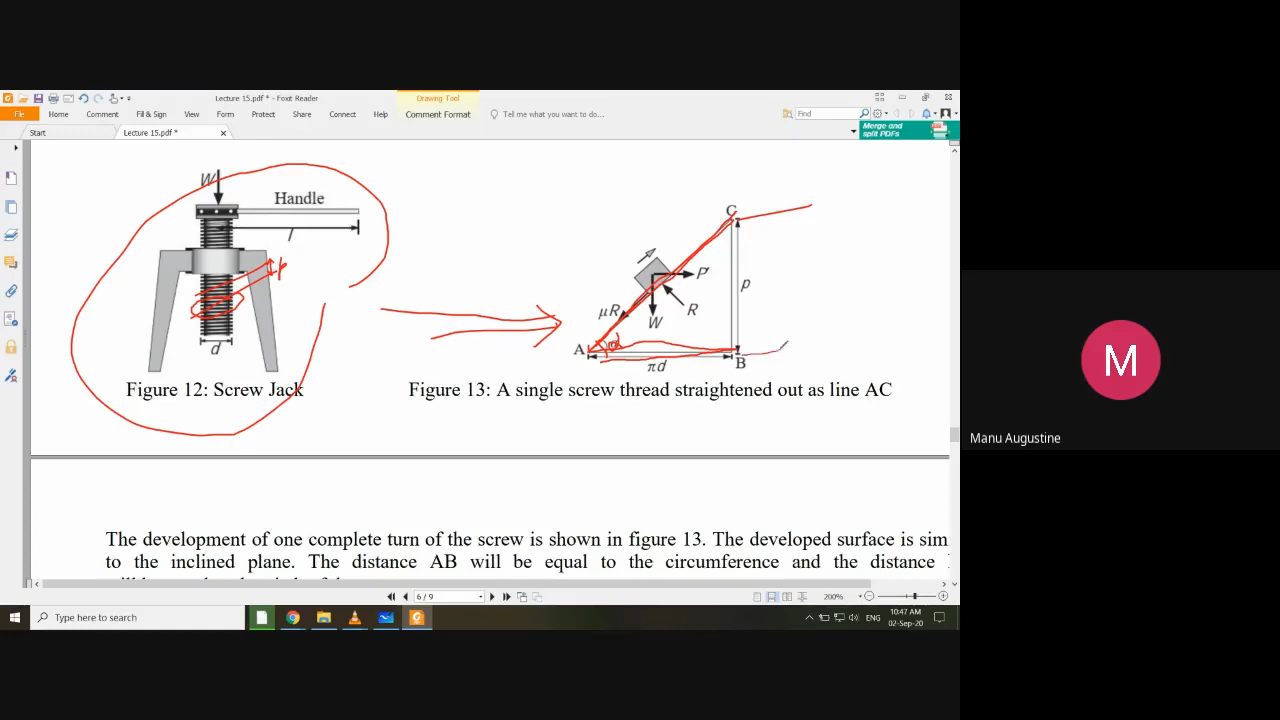 Lecture 15.pdf * - Foxit Reader
Drawing Tool
File Home Comment Fill & Sign View Form Protect Share Connect Help Comment Format Tell me what you want to do... Find
Start Lecture 15.pdf *
Merge and split PDFs
W
Handle
l
p
d
C
P'
μR
R
W
p
A
α
B
πd
Figure 12: Screw Jack
Figure 13: A single screw thread straightened out as line AC
The development of one complete turn of the screw is shown in figure 13. The developed surface is sim
to the inclined plane. The distance AB will be equal to the circumference and the distance
6 / 9
200%
Type here to search
ENG
10:47 AM
02-Sep-20
M
Manu Augustine